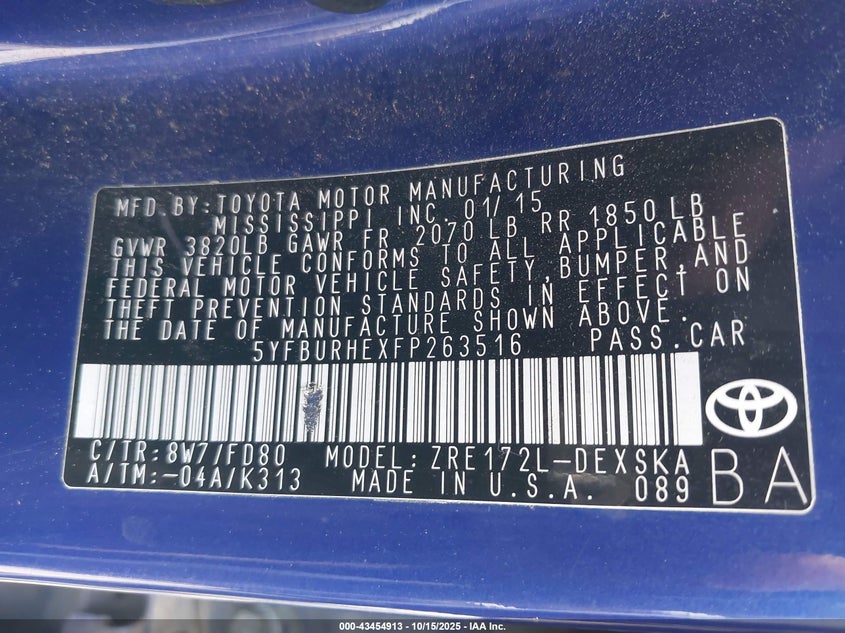 MFD.BY:TOYOTA MOTOR MANUFACTURING
MISSISSIPPI INC. 01/15
GVWR 3820LB GAWR FR 2070 LB RR 1850 LB
THIS VEHICLE CONFORMS TO ALL APPLICABLE
FEDERAL MOTOR VEHICLE SAFETY,BUMPER,AND
THEFT PREVENTION STANDARDS IN EFFECT ON
THE DATE OF MANUFACTURE SHOWN ABOVE.
5YFBURHEXFP263516 PASS.CAR
C/TR:8W7/FD80 MODEL:ZRE172L-DEXSKA
A/TM:-04A/K313 MADE IN U.S.A. 089
BA
000-43454913 - 10/15/2025 - IAA Inc.